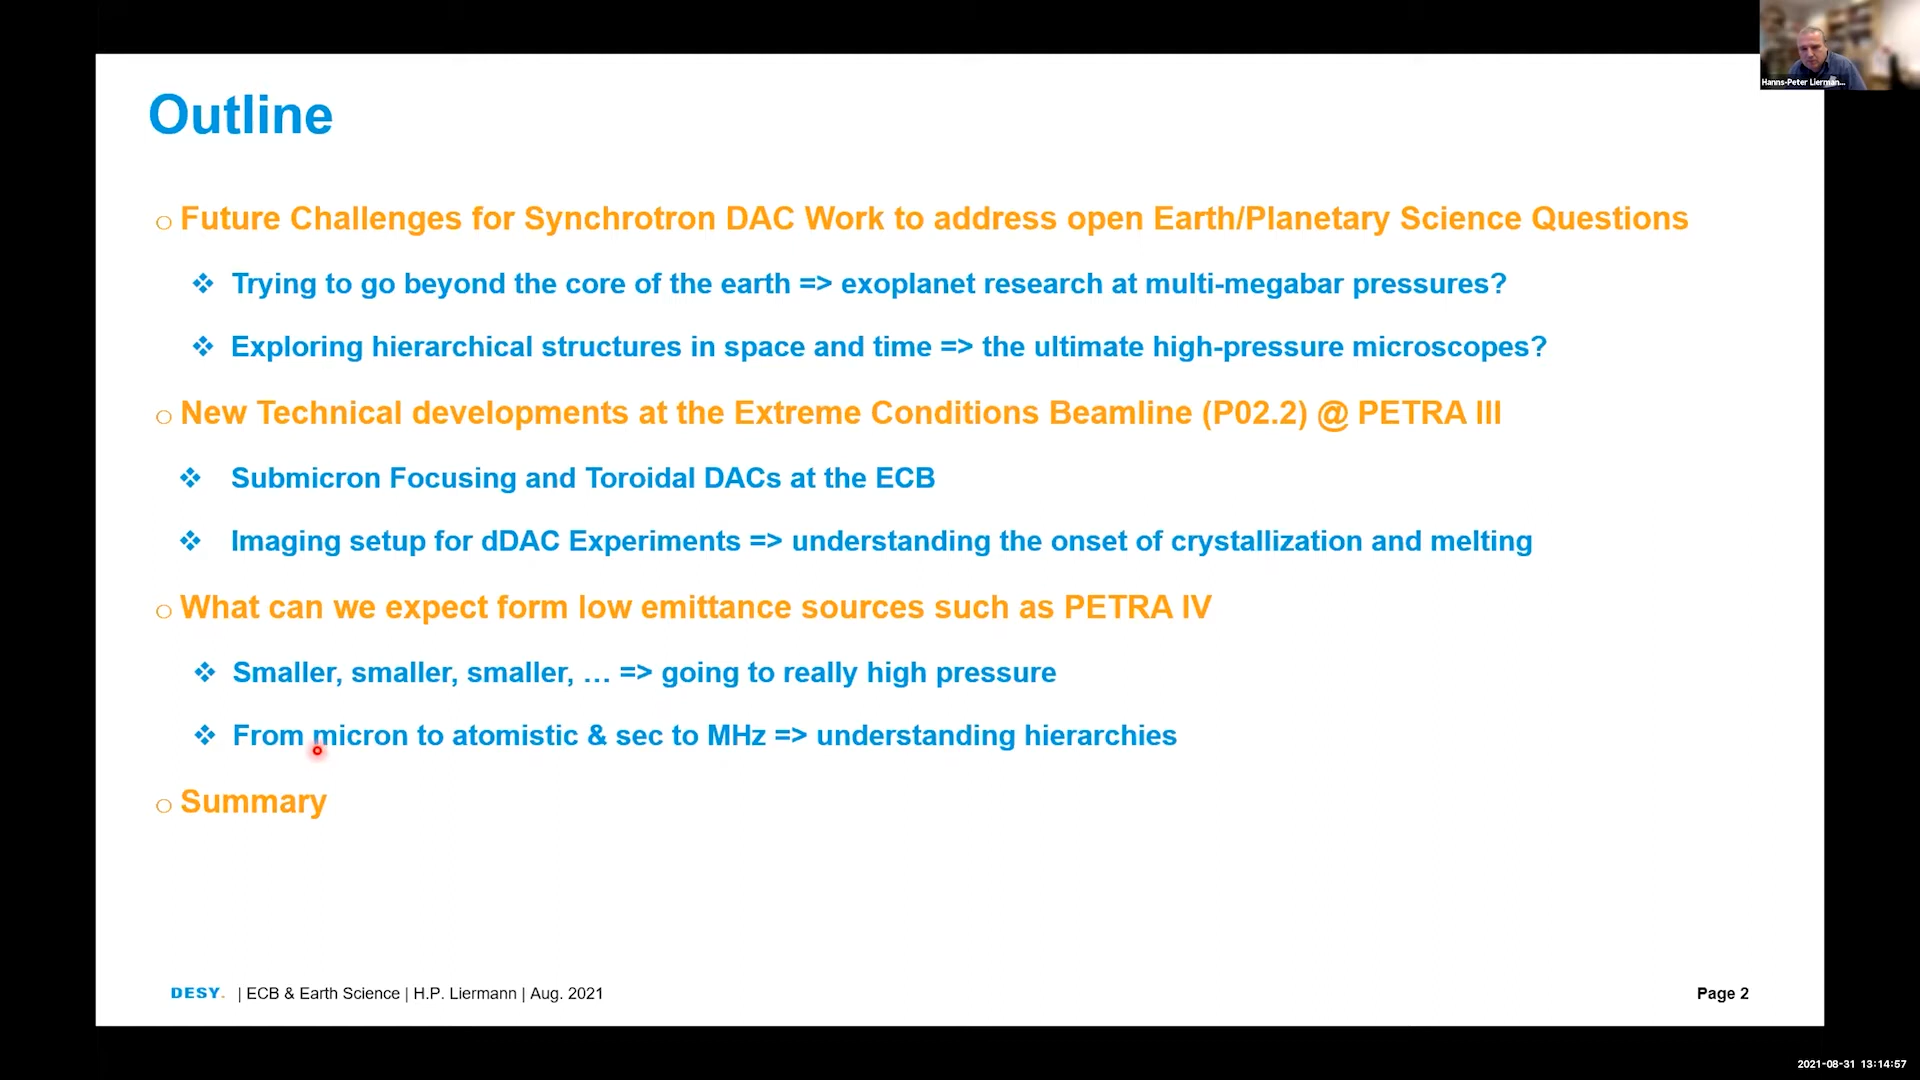 Hanns-Peter Lierman...
Outline
o Future Challenges for Synchrotron DAC Work to address open Earth/Planetary Science Questions
❖ Trying to go beyond the core of the earth => exoplanet research at multi-megabar pressures?
❖ Exploring hierarchical structures in space and time => the ultimate high-pressure microscopes?
o New Technical developments at the Extreme Conditions Beamline (P02.2) @ PETRA III
❖ Submicron Focusing and Toroidal DACs at the ECB
❖ Imaging setup for dDAC Experiments => understanding the onset of crystallization and melting
o What can we expect form low emittance sources such as PETRA IV
❖ Smaller, smaller, smaller, … => going to really high pressure
❖ From micron to atomistic & sec to MHz => understanding hierarchies
o Summary
DESY. | ECB & Earth Science | H.P. Liermann | Aug. 2021
Page 2
2021-08-31 13:14:57